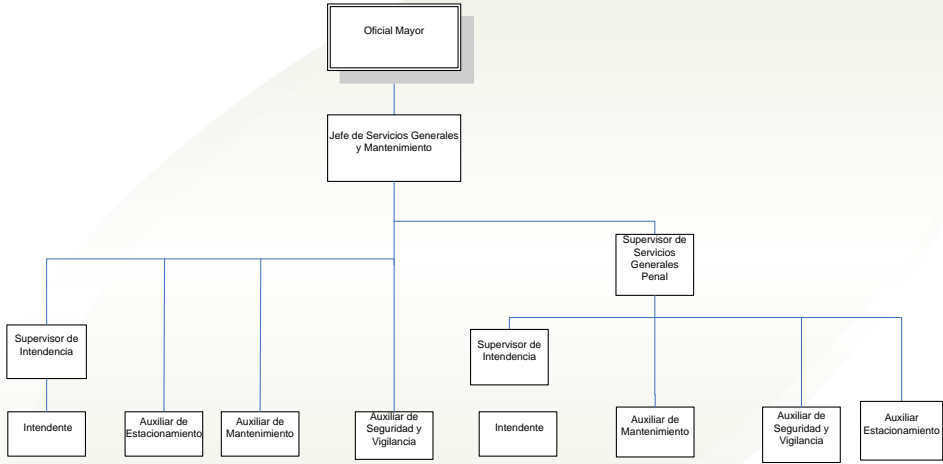 Oficial Mayor
Jefe de Servicios Generales
y Mantenimiento
Supervisor de
Servicios
Generales
Penal
Supervisor de
Intendencia
Supervisor de
Intendencia
Intendente
Auxiliar de
Estacionamiento
Auxiliar de
Mantenimiento
Auxiliar de
Seguridad y
Vigilancia
Intendente
Auxiliar de
Mantenimiento
Auxiliar de
Seguridad y
Vigilancia
Auxiliar
Estacionamiento